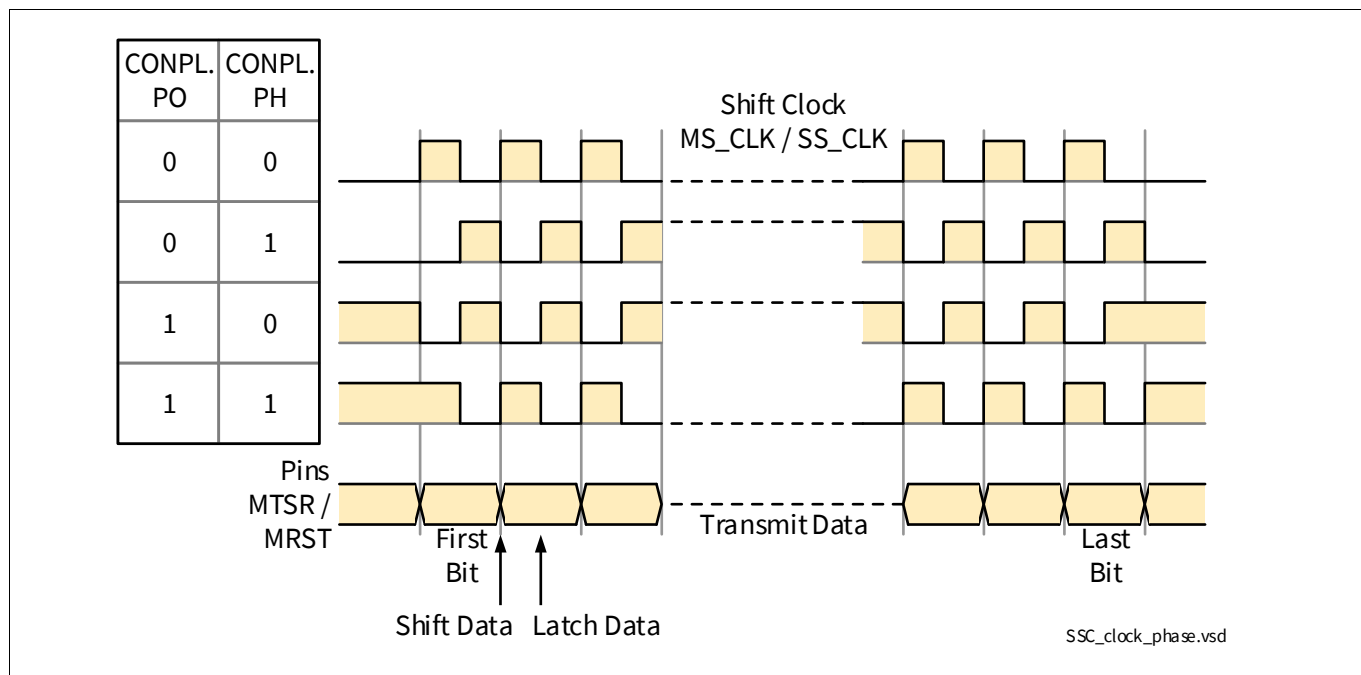 CONPL. CONPL.
PO PH
0 0
0 1
1 0
1 1
Shift Clock
MS_CLK / SS_CLK
Pins
MTSR /
MRST
First
Bit
Transmit Data
Last
Bit
Shift Data Latch Data
SSC_clock_phase.vsd